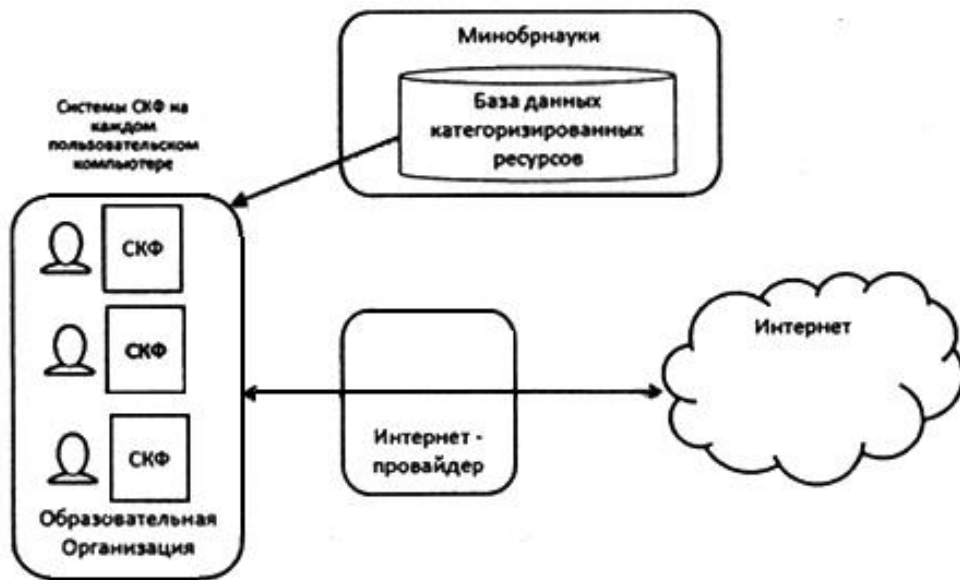 Минобрнауки
База данных
категоризированных
ресурсов
Системы СКФ на
каждом
пользовательском
компьютере
СКФ
СКФ
СКФ
Образовательная
Организация
Интернет -
провайдер
Интернет